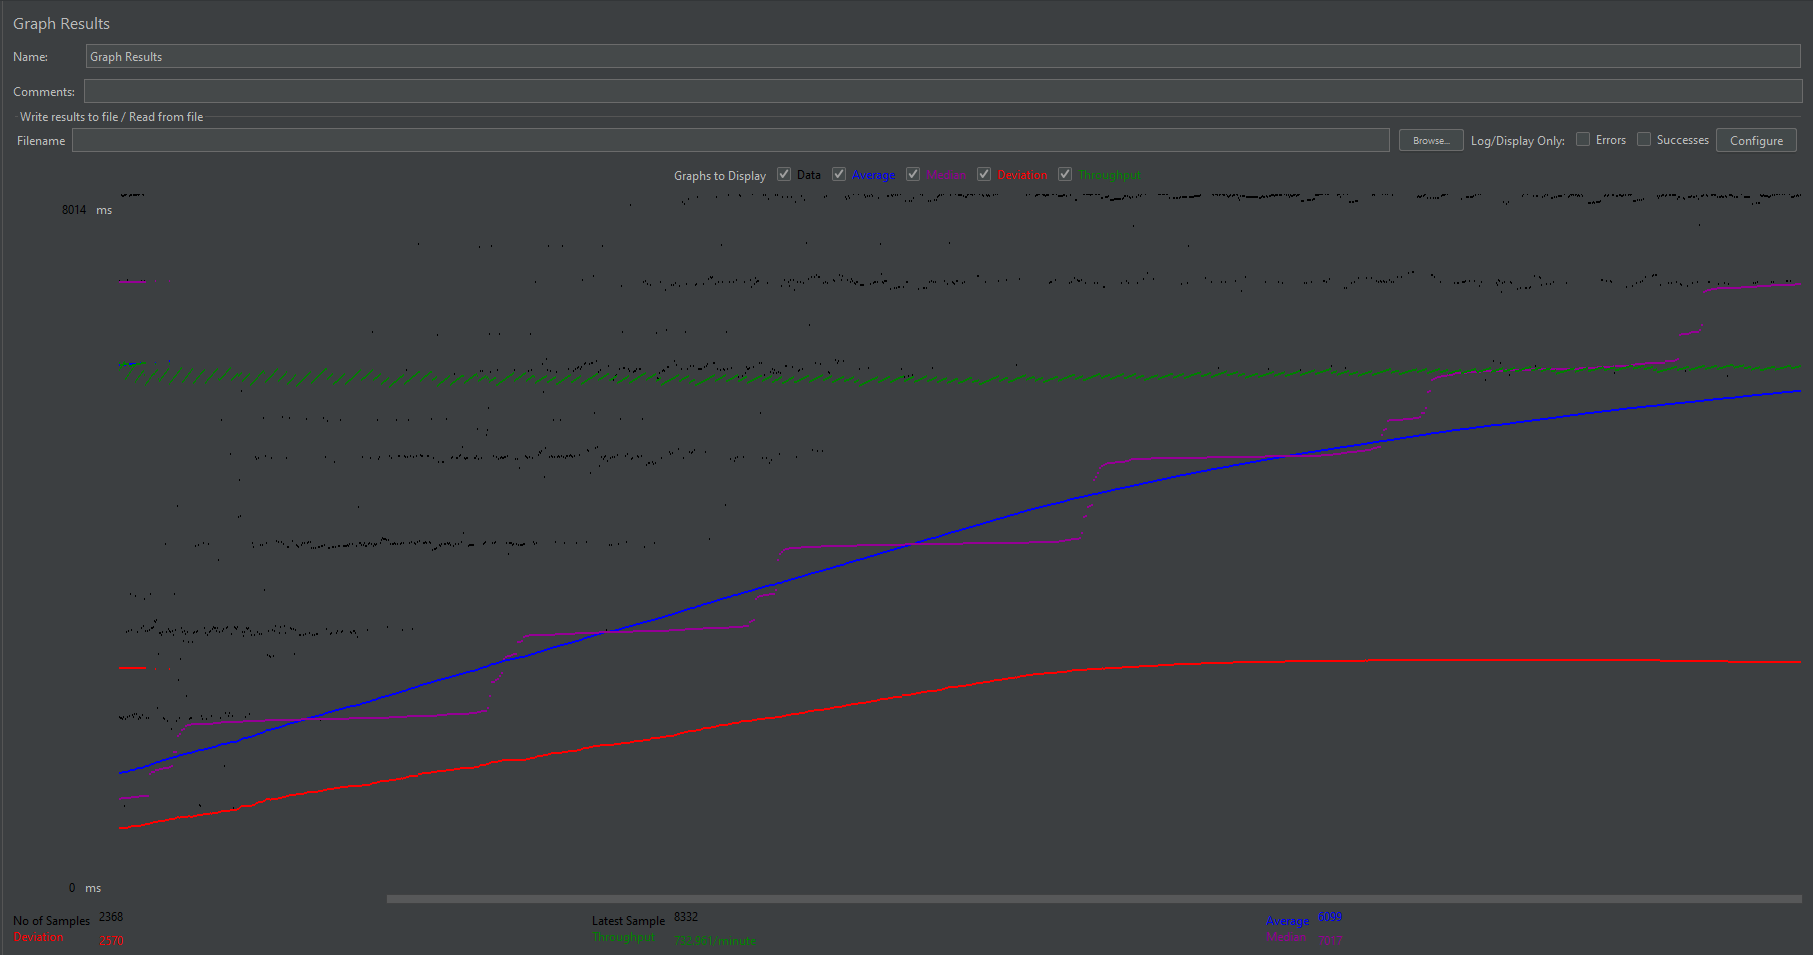 Graph Results
Name: Graph Results
Comments:
Write results to file / Read from file
Filename Browse... Log/Display Only: Errors Successes Configure
Graphs to Display Data Average Median Deviation Throughput
8014 ms
0 ms
No of Samples 2368 Latest Sample 8332 Average 6099
Deviation 2570 Throughput 732.961/minute Median